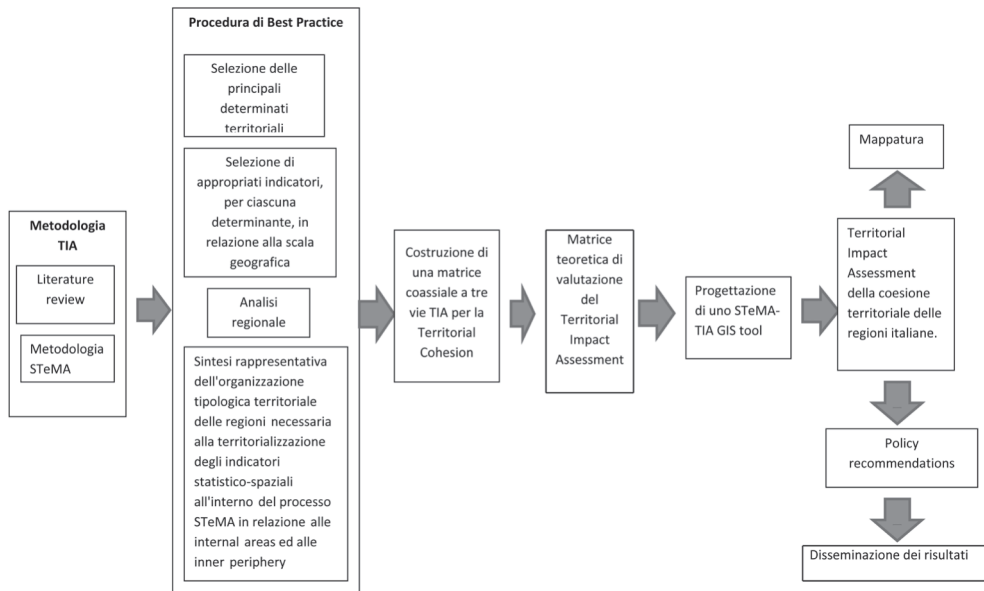 Metodologia
TIA
Literature
review
Metodologia
STeMA
Procedura di Best Practice
Selezione delle
principali
determinati
territoriali
Selezione di
appropriati indicatori,
per ciascuna
determinante, in
relazione alla scala
geografica
Analisi
regionale
Sintesi rappresentativa
dell'organizzazione
tipologica territoriale
delle regioni necessaria
alla territorializzazione
degli indicatori
statistico-spaziali
all'interno del processo
STeMA in relazione alle
internal areas ed alle
inner periphery
Costruzione di
una matrice
coassiale a tre
vie TIA per la
Territorial
Cohesion
Matrice
teoretica di
valutazione
del
Territorial
Impact
Assessment
Progettazione
di uno STeMA-
TIA GIS tool
Mappatura
Territorial
Impact
Assessment
della coesione
territoriale delle
regioni italiane.
Policy
recommendations
Disseminazione dei risultati